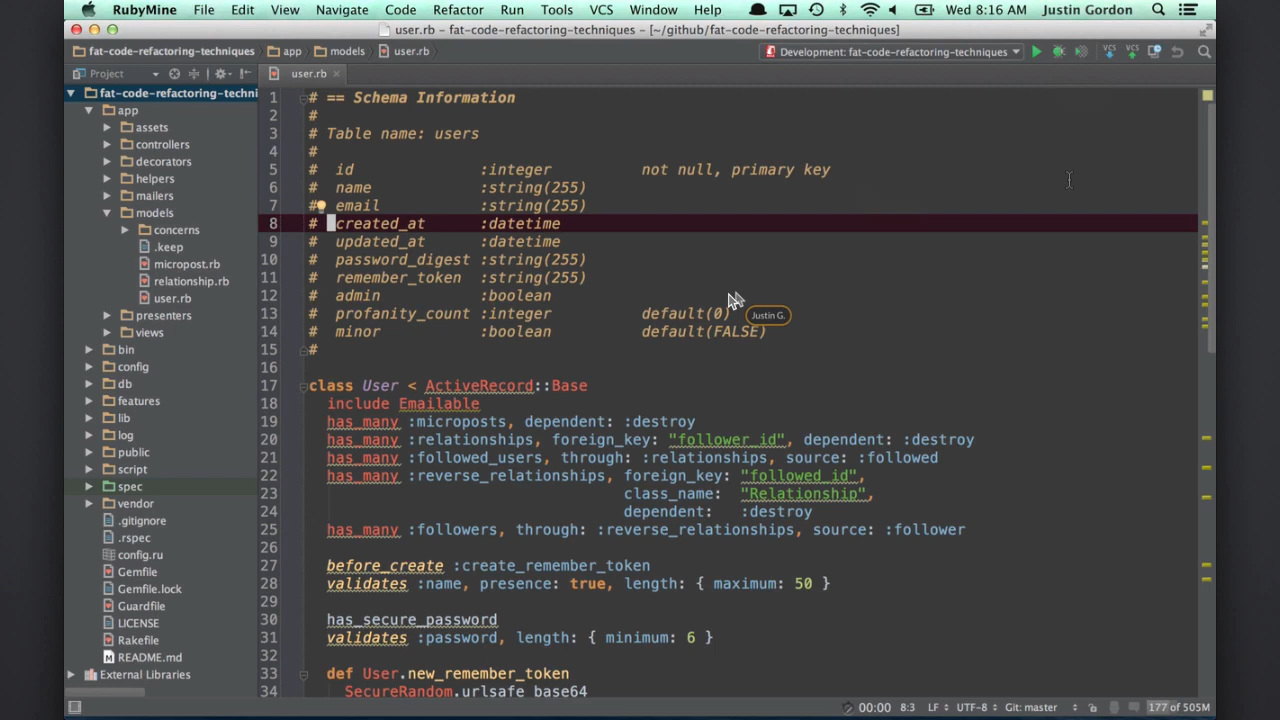 RubyMine File Edit View Navigate Code Refactor Run Tools VCS Window Help Wed 8:16 AM Justin Gordon
user.rb - fat-code-refactoring-techniques - [~/github/fat-code-refactoring-techniques]
fat-code-refactoring-techniques app models user.rb Development: fat-code-refactoring-techniques VCS VCS
Project user.rb
fat-code-refactoring-techni
app
assets
controllers
decorators
helpers
mailers
models
concerns
.keep
micropost.rb
relationship.rb
user.rb
presenters
views
bin
config
db
features
lib
log
public
script
spec
vendor
.gitignore
.rspec
config.ru
Gemfile
Gemfile.lock
Guardfile
LICENSE
Rakefile
README.md
External Libraries
1 # == Schema Information
2 #
3 # Table name: users
4 #
5 # id :integer not null, primary key
6 # name :string(255)
7 # email :string(255)
8 # created_at :datetime
9 # updated_at :datetime
10 # password_digest :string(255)
11 # remember_token :string(255)
12 # admin :boolean
13 # profanity_count :integer default(0)
Justin G.
14 # minor :boolean default(FALSE)
15 #
16
17 class User < ActiveRecord::Base
18 include Emailable
19 has_many :microposts, dependent: :destroy
20 has_many :relationships, foreign_key: "follower_id", dependent: :destroy
21 has_many :followed_users, through: :relationships, source: :followed
22 has_many :reverse_relationships, foreign_key: "followed_id",
23 class_name: "Relationship",
24 dependent: :destroy
25 has_many :followers, through: :reverse_relationships, source: :follower
26
27 before_create :create_remember_token
28 validates :name, presence: true, length: { maximum: 50 }
29
30 has_secure_password
31 validates :password, length: { minimum: 6 }
32
33 def User.new_remember_token
34 SecureRandom.urlsafe_base64
00:00 8:3 LF UTF-8 Git: master 177 of 505M